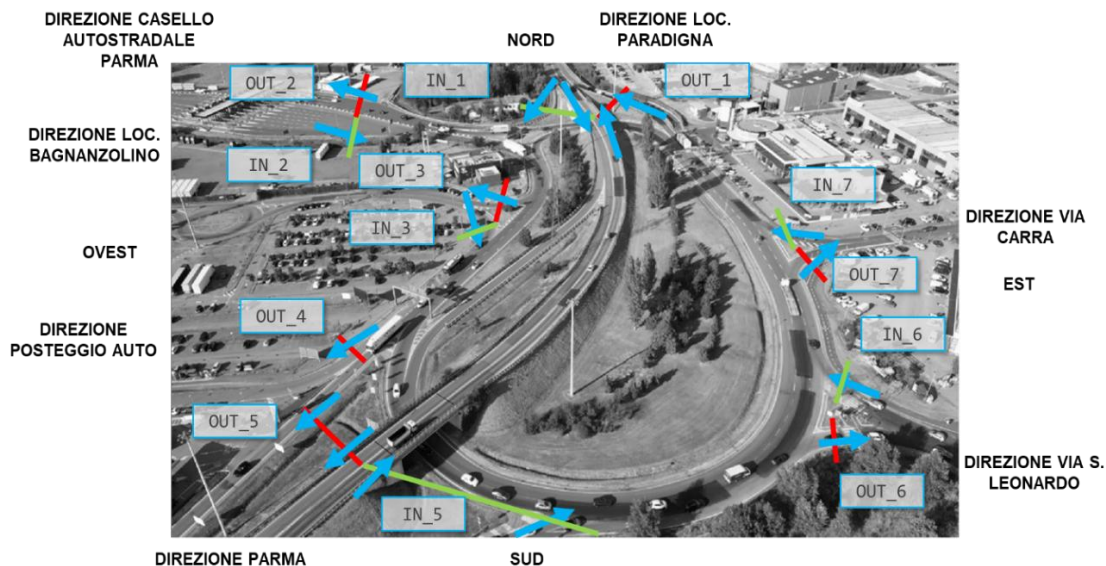 DIREZIONE CASELLO
AUTOSTRADALE
PARMA
NORD
DIREZIONE LOC.
PARADIGNA
OUT_2
IN_1
OUT_1
DIREZIONE LOC.
BAGNANZOLINO
IN_2
OUT_3
IN_7
IN_3
DIREZIONE VIA
CARRA
OVEST
OUT_7
EST
OUT_4
IN_6
DIREZIONE
POSTEGGIO AUTO
OUT_5
DIREZIONE VIA S.
LEONARDO
OUT_6
IN_5
DIREZIONE PARMA
SUD